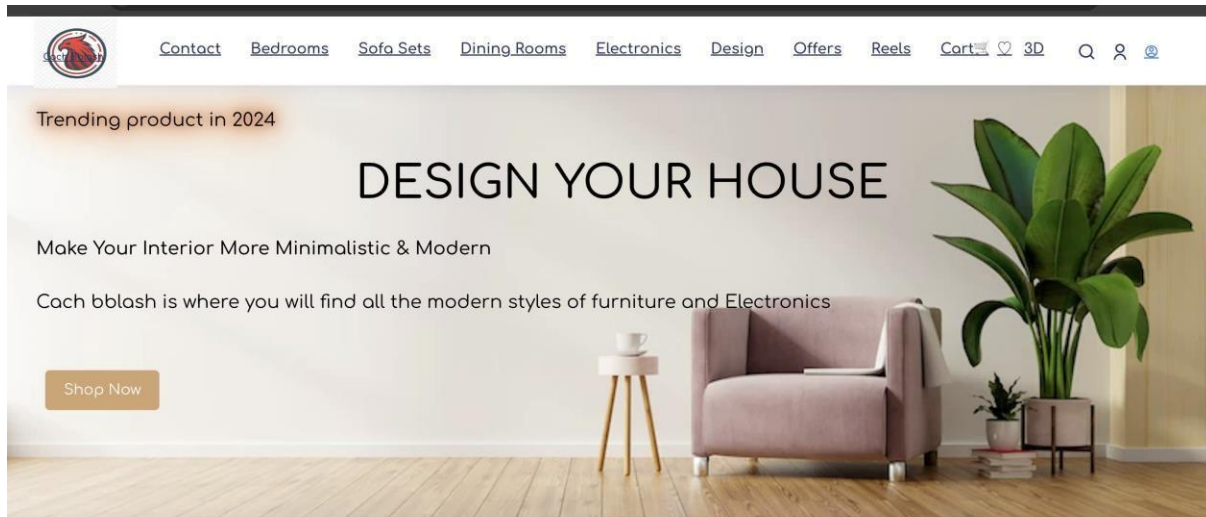 Contact Bedrooms Sofa Sets Dining Rooms Electronics Design Offers Reels Cart🛒 ♡ 3D
Trending product in 2024
DESIGN YOUR HOUSE
Make Your Interior More Minimalistic & Modern
Cach bblash is where you will find all the modern styles of furniture and Electronics
Shop Now